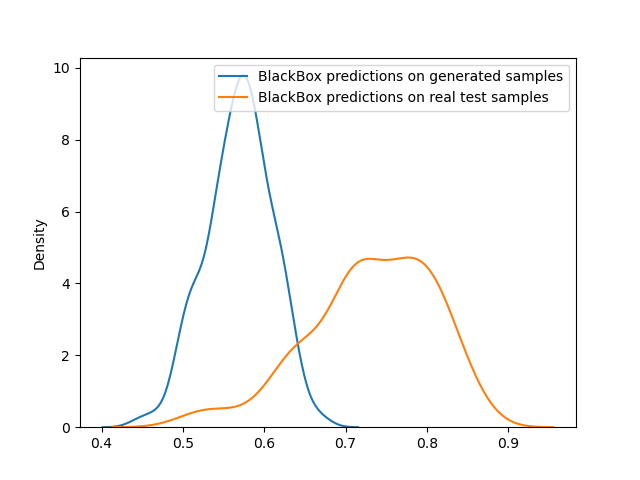 BlackBox predictions on generated samples
BlackBox predictions on real test samples
10
8
6
4
2
0
Density
0.4 0.5 0.6 0.7 0.8 0.9